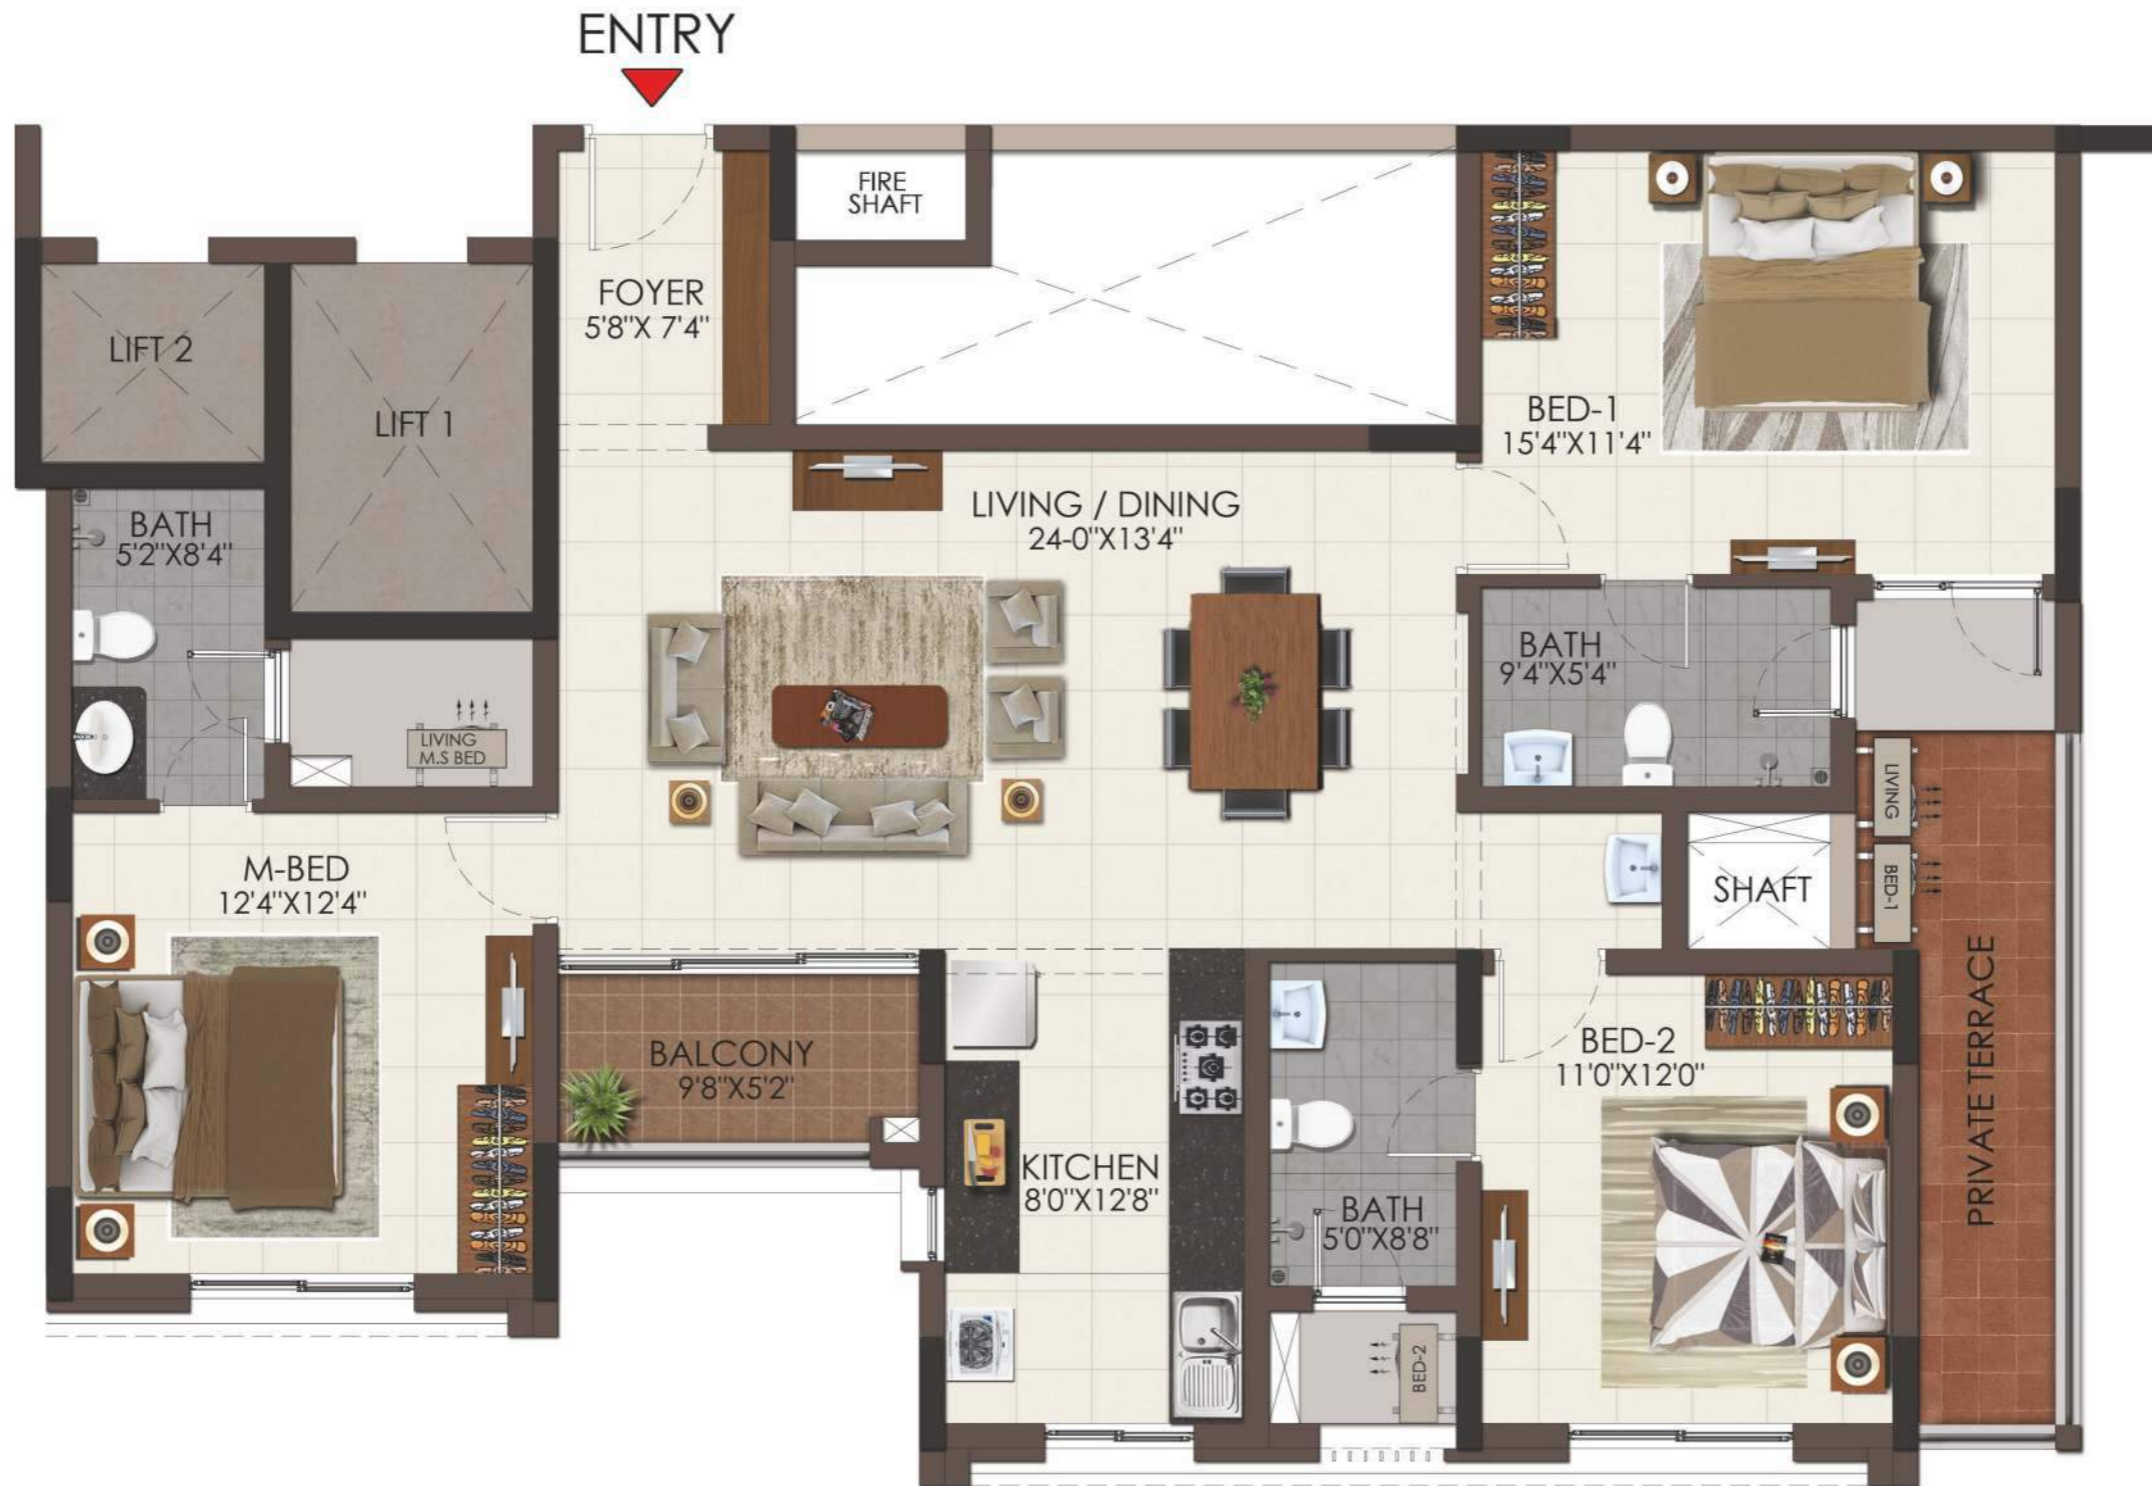 ENTRY
FIRE
SHAFT
FOYER
5'8"X 7'4"
LIFT 2
LIFT 1
BED-1
15'4"X11'4"
LIVING / DINING
24-0"X13'4"
BATH
5'2"X8'4"
BATH
9'4"X5'4"
LIVING
M.S BED
LIVING
BED-1
SHAFT
M-BED
12'4"X12'4"
BALCONY
9'8"X5'2"
BED-2
11'0"X12'0"
PRIVATE TERRACE
KITCHEN
8'0"X12'8"
BATH
5'0"X8'8"
BED-2